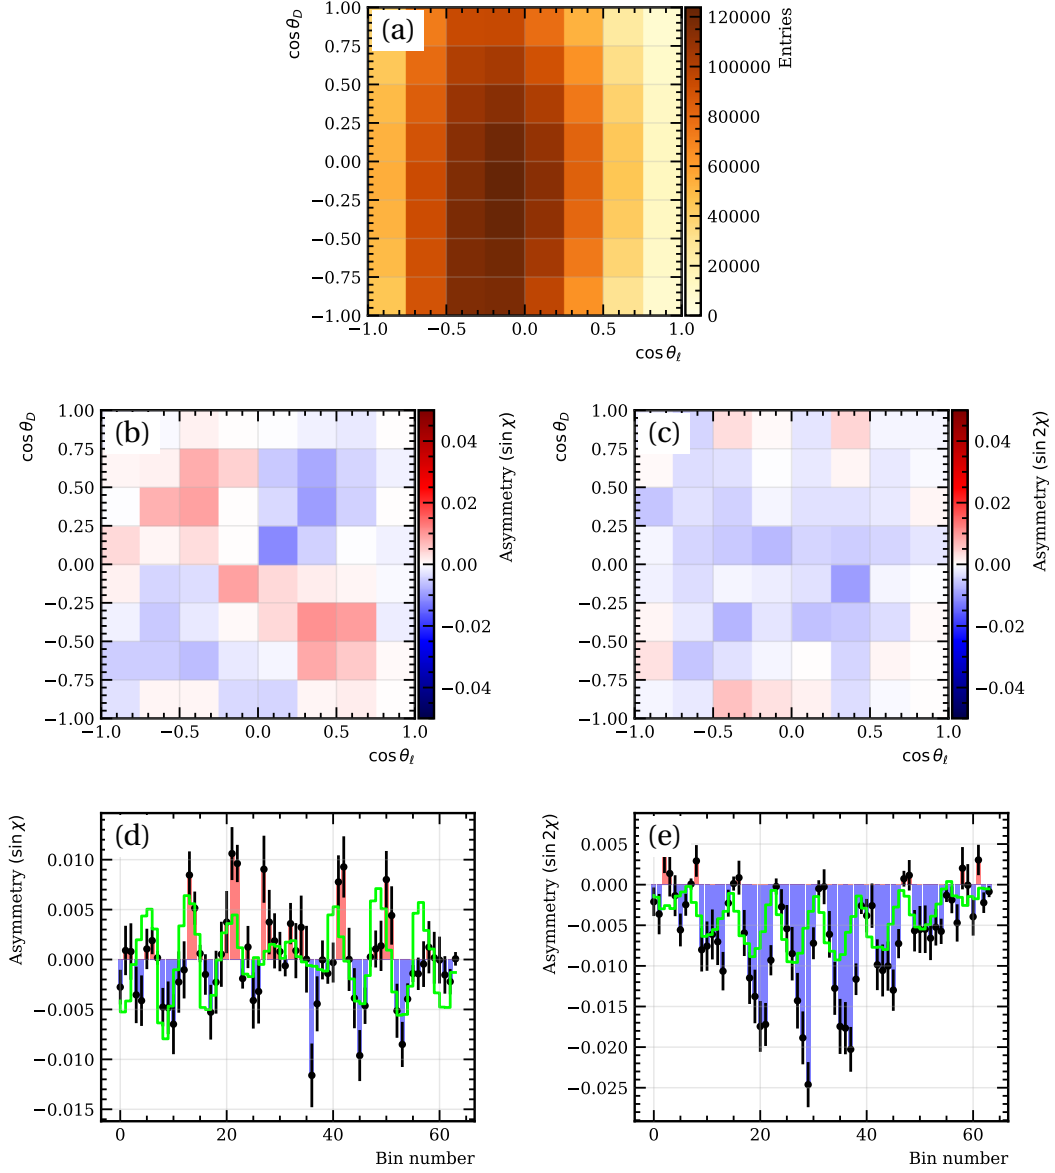 (a)
cos θ_D
1.00
0.75
0.50
0.25
0.00
−0.25
−0.50
−0.75
−1.00
−1.0 −0.5 0.0 0.5 1.0
cos θ_ℓ
120000
100000
80000
60000
40000
20000
0
Entries
(b)
cos θ_D
1.00
0.75
0.50
0.25
0.00
−0.25
−0.50
−0.75
−1.00
−1.0 −0.5 0.0 0.5 1.0
cos θ_ℓ
0.04
0.02
0.00
−0.02
−0.04
Asymmetry (sin χ)
(c)
cos θ_D
1.00
0.75
0.50
0.25
0.00
−0.25
−0.50
−0.75
−1.00
−1.0 −0.5 0.0 0.5 1.0
cos θ_ℓ
0.04
0.02
0.00
−0.02
−0.04
Asymmetry (sin 2χ)
(d)
Asymmetry (sin χ)
0.010
0.005
0.000
−0.005
−0.010
−0.015
0 20 40 60
Bin number
(e)
Asymmetry (sin 2χ)
0.005
0.000
−0.005
−0.010
−0.015
−0.020
−0.025
0 20 40 60
Bin number